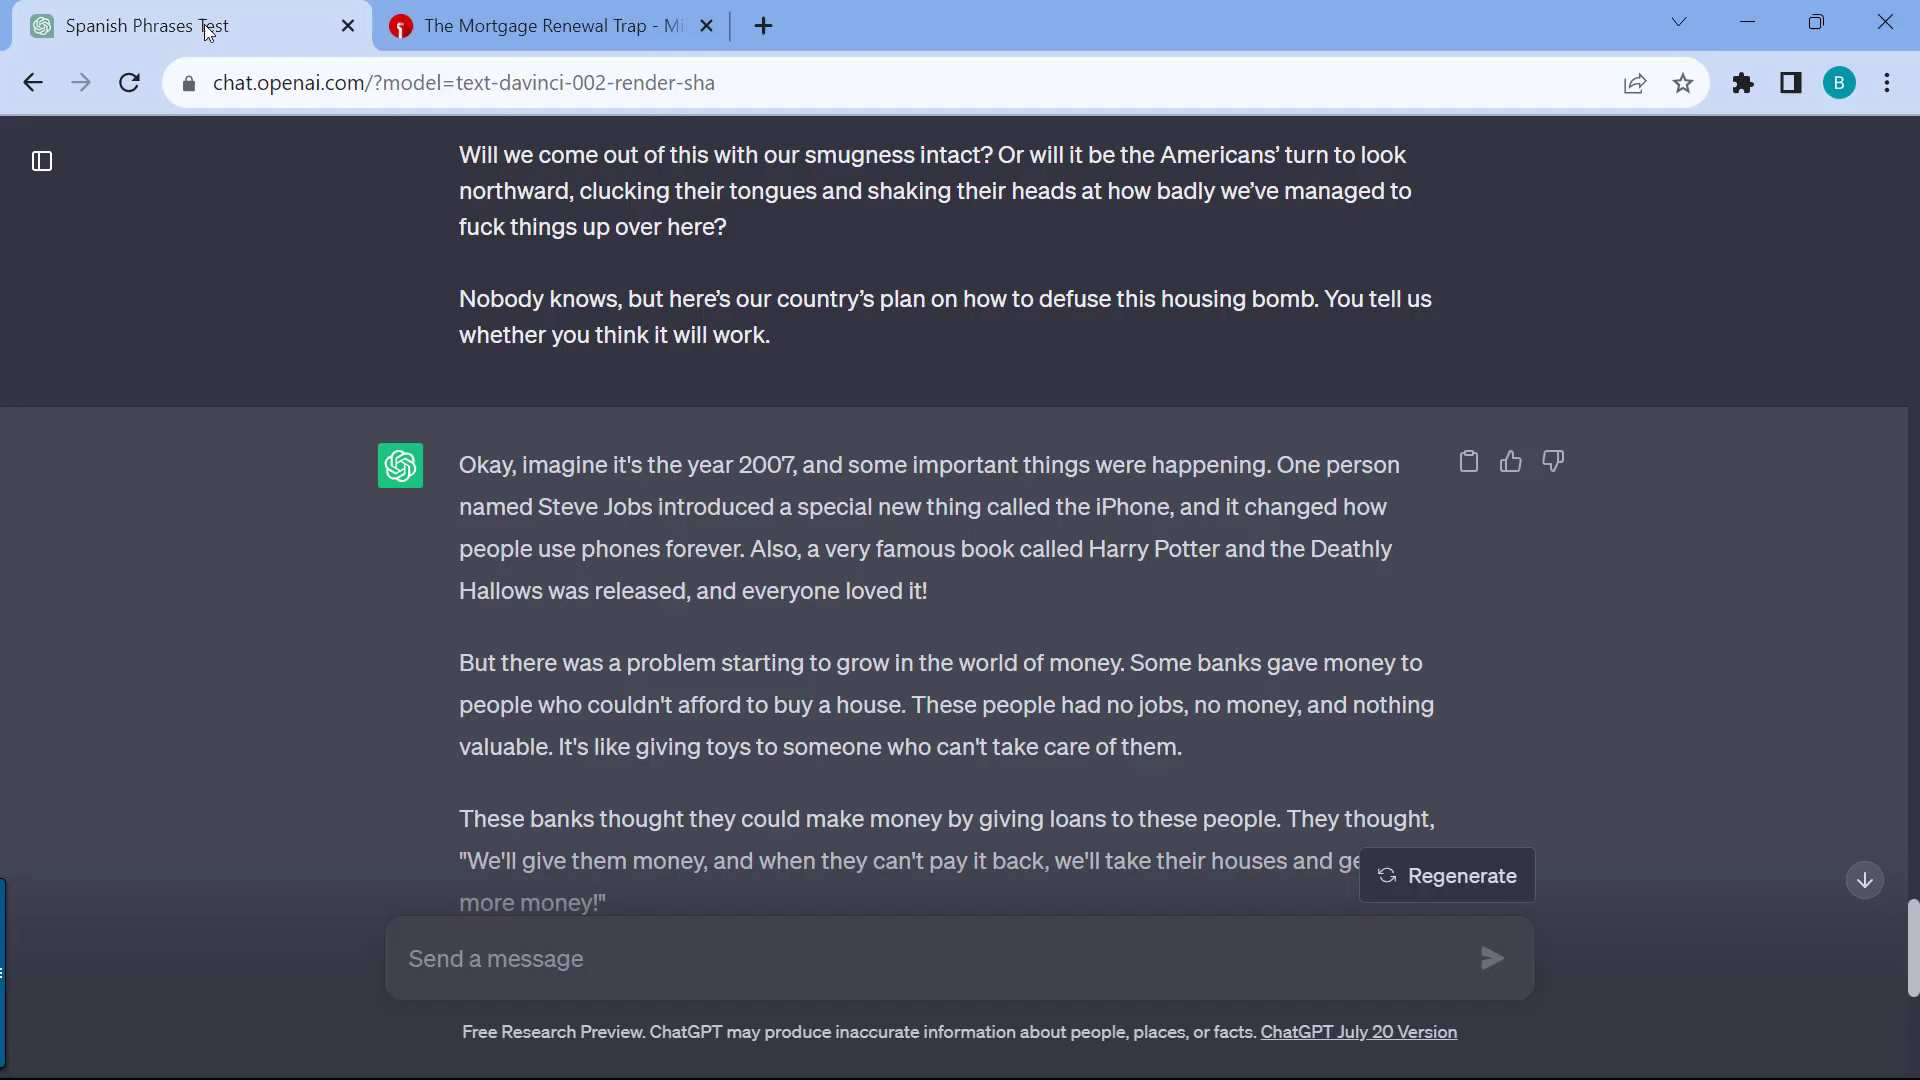 Spanish Phrases Test
The Mortgage Renewal Trap - Mi
chat.openai.com/?model=text-davinci-002-render-sha
B
Will we come out of this with our smugness intact? Or will it be the Americans’ turn to look
northward, clucking their tongues and shaking their heads at how badly we’ve managed to
fuck things up over here?
Nobody knows, but here’s our country’s plan on how to defuse this housing bomb. You tell us
whether you think it will work.
Okay, imagine it's the year 2007, and some important things were happening. One person
named Steve Jobs introduced a special new thing called the iPhone, and it changed how
people use phones forever. Also, a very famous book called Harry Potter and the Deathly
Hallows was released, and everyone loved it!
But there was a problem starting to grow in the world of money. Some banks gave money to
people who couldn't afford to buy a house. These people had no jobs, no money, and nothing
valuable. It's like giving toys to someone who can't take care of them.
These banks thought they could make money by giving loans to these people. They thought,
"We'll give them money, and when they can't pay it back, we'll take their houses and ge
more money!"
Regenerate
Send a message
Free Research Preview. ChatGPT may produce inaccurate information about people, places, or facts. ChatGPT July 20 Version